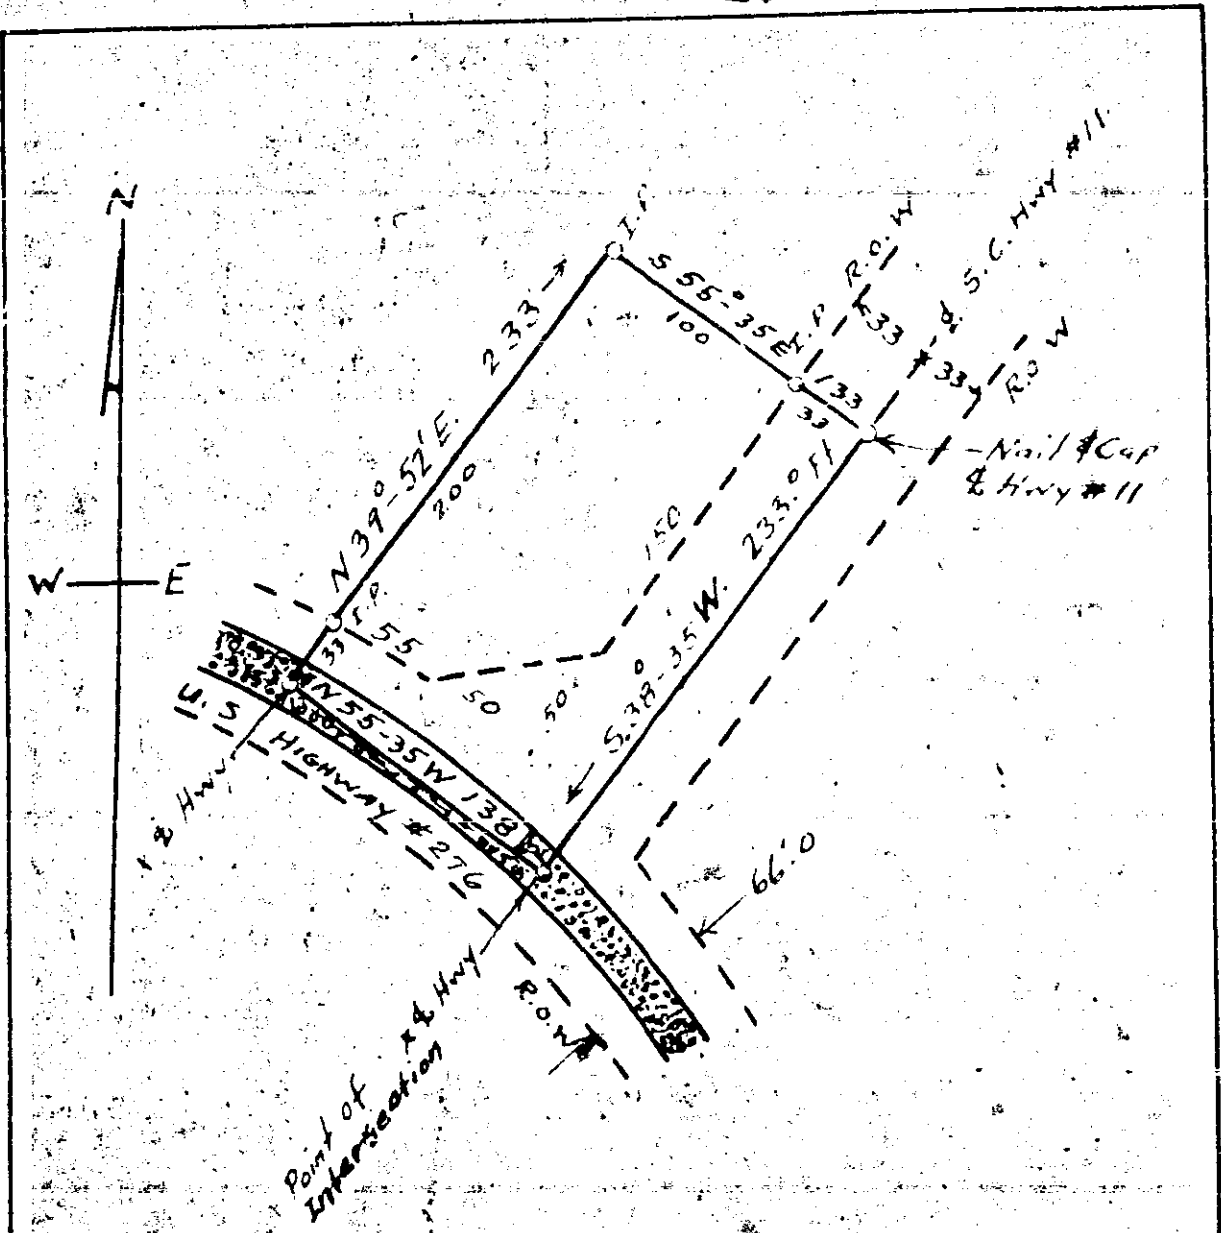 N
I.P.
S 55°-35 E
100
I.P.
R.O.W
33
33
℄ S.C. Hwy #11.
R.O.W
133
33
Nail & Cap
℄ Hwy #11
233'
N 39°-52' E.
200
W
E
I.P.
33
55
50
50
150
S.38°-35 W. 233.0 Ft
N 55-35 W 138
U.S HIGHWAY #276
x ℄ Hwy
66.0
R.O.W
x ℄ Hwy
Point of
Intersection